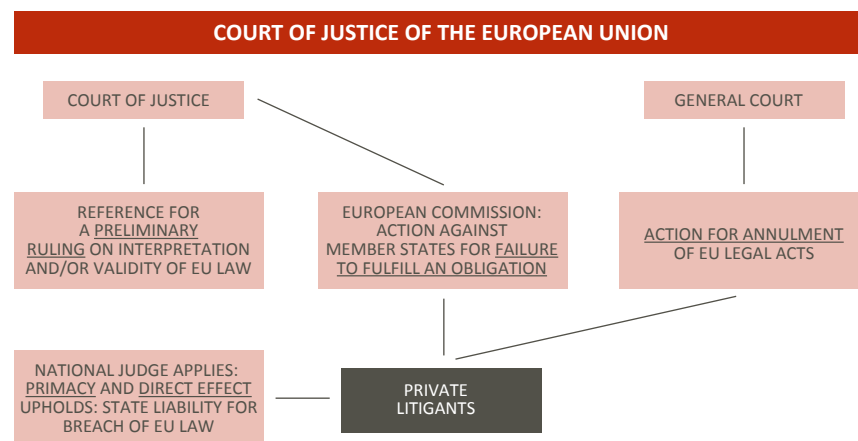 COURT OF JUSTICE OF THE EUROPEAN UNION
COURT OF JUSTICE
GENERAL COURT
REFERENCE FOR
A PRELIMINARY
RULING ON INTERPRETATION
AND/OR VALIDITY OF EU LAW
EUROPEAN COMMISSION:
ACTION AGAINST
MEMBER STATES FOR FAILURE
TO FULFILL AN OBLIGATION
ACTION FOR ANNULMENT
OF EU LEGAL ACTS
NATIONAL JUDGE APPLIES:
PRIMACY AND DIRECT EFFECT
UPHOLDS: STATE LIABILITY FOR
BREACH OF EU LAW
PRIVATE
LITIGANTS